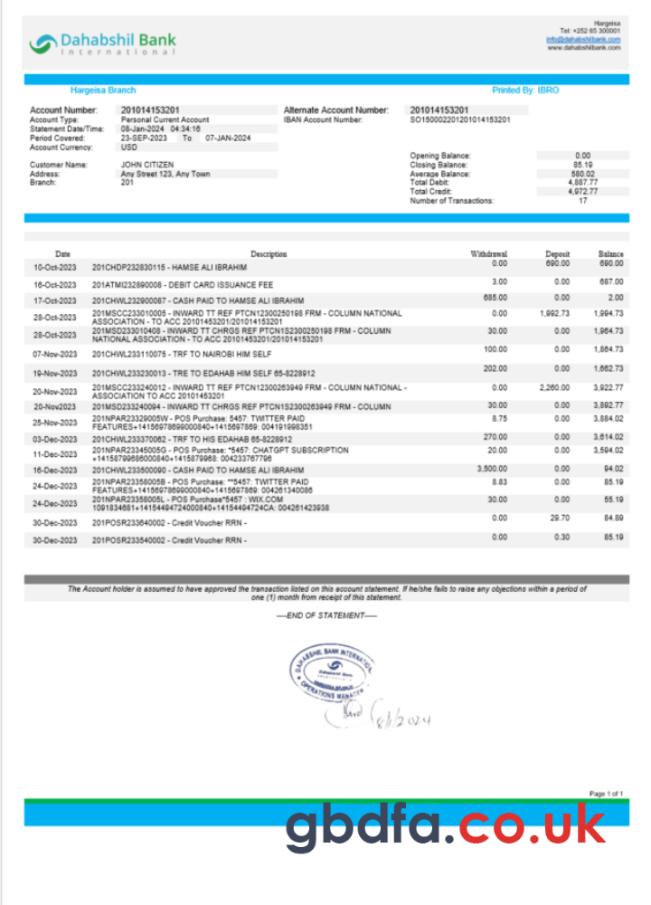 Hargeisa
Tel: +252 65 300001
info@dahabshilbank.com
www.dahabshilbank.com
Dahabshil Bank
International
Hargeisa Branch
Printed By: IBRO
Account Number: 201014153201
Account Type: Personal Current Account
Statement Date/Time: 08-Jan-2024 04:34:16
Period Covered: 23-SEP-2023 To 07-JAN-2024
Account Currency: USD
Alternate Account Number: 201014153201
IBAN Account Number: SO150002201201014153201
Customer Name: JOHN CITIZEN
Address: Any Street 123, Any Town
Branch: 201
Opening Balance: 0.00
Closing Balance: 85.19
Average Balance: 580.02
Total Debit: 4,887.77
Total Credit: 4,972.77
Number of Transactions: 17
Date Description Withdrawal Deposit Balance
10-Oct-2023 201CHDP232830115 - HAMSE ALI IBRAHIM 0.00 690.00 690.00
16-Oct-2023 201ATMI232890008 - DEBIT CARD ISSUANCE FEE 3.00 0.00 687.00
17-Oct-2023 201CHWL232900087 - CASH PAID TO HAMSE ALI IBRAHIM 685.00 0.00 2.00
28-Oct-2023 201MSCC233010005 - INWARD TT REF PTCN12300250198 FRM - COLUMN NATIONAL 0.00 1,992.73 1,994.73
ASSOCIATION - TO ACC 20101453201/201014153201
28-Oct-2023 201MSD233010408 - INWARD TT CHRGS REF PTCN1S2300250198 FRM - COLUMN 30.00 0.00 1,964.73
NATIONAL ASSOCIATION - TO ACC 20101453201/201014153201
07-Nov-2023 201CHWL233110075 - TRF TO NAIROBI HIM SELF 100.00 0.00 1,864.73
19-Nov-2023 201CHWL233230013 - TRE TO EDAHAB HIM SELF 65-8228912 202.00 0.00 1,662.73
20-Nov-2023 201MSCC233240012 - INWARD TT REF PTCN12300263949 FRM - COLUMN NATIONAL - 0.00 2,260.00 3,922.77
ASSOCIATION TO ACC 20101453201
20-Nov2023 201MSD233240094 - INWARD TT CHRGS REF PTCN1S2300263949 FRM - COLUMN 30.00 0.00 3,892.77
25-Nov-2023 201NPAR23329005W - POS Purchase: 5457: TWITTER PAID 8.75 0.00 3,884.02
FEATURES+14156978699000840+1+4884197: 004191998351
03-Dec-2023 201CHWL233370062 - TRF TO HIS EDAHAB 65-8228912 270.00 0.00 3,614.02
11-Dec-2023 201NPAR23345005G - POS Purchase: *5457: CHATGPT SUBSCRIPTION 20.00 0.00 3,594.02
+14158799686000840+1415879968: 004233767796
16-Dec-2023 201CHWL233500090 - CASH PAID TO HAMSE ALI IBRAHIM 3,500.00 0.00 94.02
24-Dec-2023 201NPAR23358005B - POS Purchase: **5457: TWITTER PAID 8.83 0.00 85.19
FEATURES+14156978699000840+1415697869: 004261340086
24-Dec-2023 201NPAR23358005L - POS Purchase*5457 : WIX.COM 30.00 0.00 55.19
1091834681+14154494724000840+14154494724CA: 004261423938
30-Dec-2023 201POSR233640002 - Credit Voucher RRN - 0.00 29.70 84.89
30-Dec-2023 201POSR233540002 - Credit Voucher RRN - 0.00 0.30 85.19
The Account holder is assumed to have approved the transaction listed on this account statement. If he/she fails to raise any objections within a period of
one (1) month from receipt of this statement.
----END OF STATEMENT-----
DAHABSHIL BANK INTERNATIONAL
Dahabshil Bank
OPERATIONS MANAGER
8/1/2024
Page 1 of 1
gbdfa.co.uk